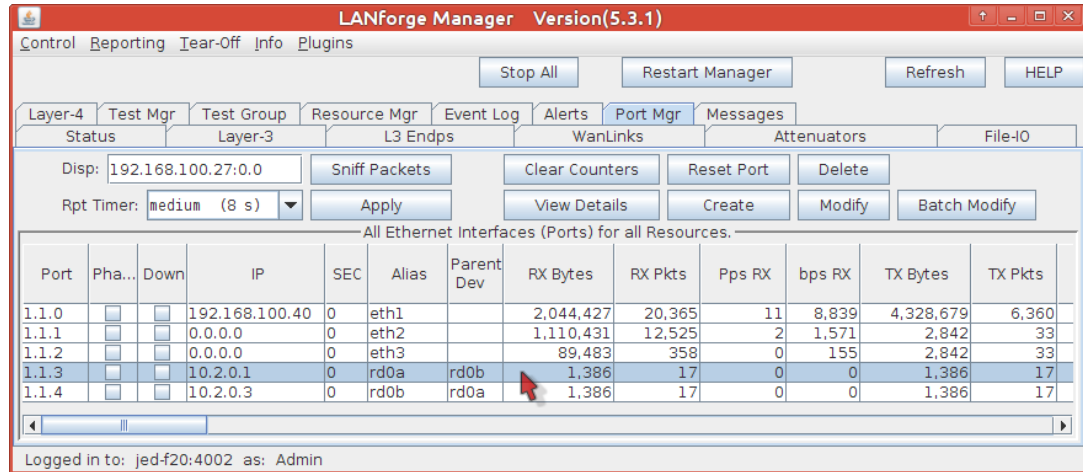 LANforge Manager Version(5.3.1)
Control Reporting Tear-Off Info Plugins
Stop All Restart Manager Refresh HELP
Layer-4 Test Mgr Test Group Resource Mgr Event Log Alerts Port Mgr Messages
Status Layer-3 L3 Endps WanLinks Attenuators File-IO
Disp: 192.168.100.27:0.0 Sniff Packets Clear Counters Reset Port Delete
Rpt Timer: medium (8 s) Apply View Details Create Modify Batch Modify
All Ethernet Interfaces (Ports) for all Resources.
Port Pha... Down IP SEC Alias Parent Dev RX Bytes RX Pkts Pps RX bps RX TX Bytes TX Pkts
1.1.0 192.168.100.40 0 eth1 2,044,427 20,365 11 8,839 4,328,679 6,360
1.1.1 0.0.0.0 0 eth2 1,110,431 12,525 2 1,571 2,842 33
1.1.2 0.0.0.0 0 eth3 89,483 358 0 155 2,842 33
1.1.3 10.2.0.1 0 rd0a rd0b 1,386 17 0 0 1,386 17
1.1.4 10.2.0.3 0 rd0b rd0a 1,386 17 0 0 1,386 17
Logged in to: jed-f20:4002 as: Admin